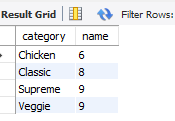 Result Grid Filter Rows:
category name
Chicken 6
Classic 8
Supreme 9
Veggie 9